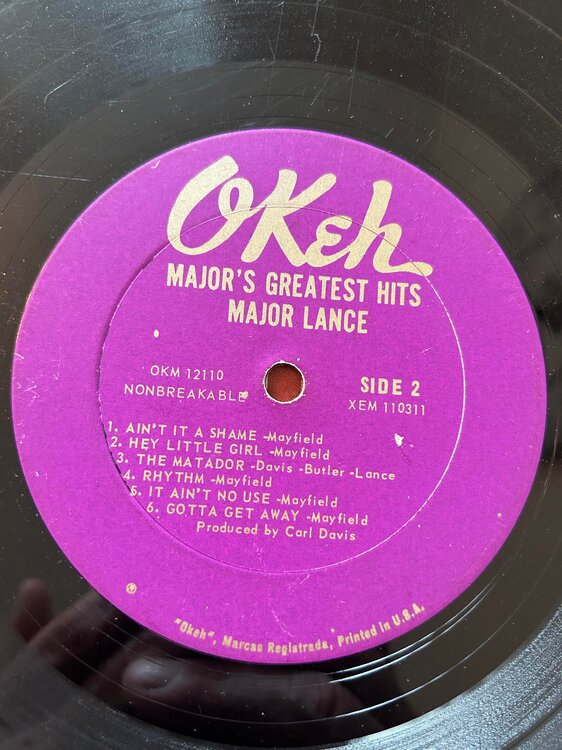 OKeh
MAJOR'S GREATEST HITS
MAJOR LANCE
OKM 12110
NONBREAKABLE
SIDE 2
XEM 110311
1. AIN'T IT A SHAME -Mayfield
2. HEY LITTLE GIRL -Mayfield
3. THE MATADOR -Davis -Butler -Lance
4. RHYTHM -Mayfield
5. IT AIN'T NO USE -Mayfield
6. GOTTA GET AWAY -Mayfield
Produced by Carl Davis
"Okeh", Marcas Registrada, Printed in U.S.A.